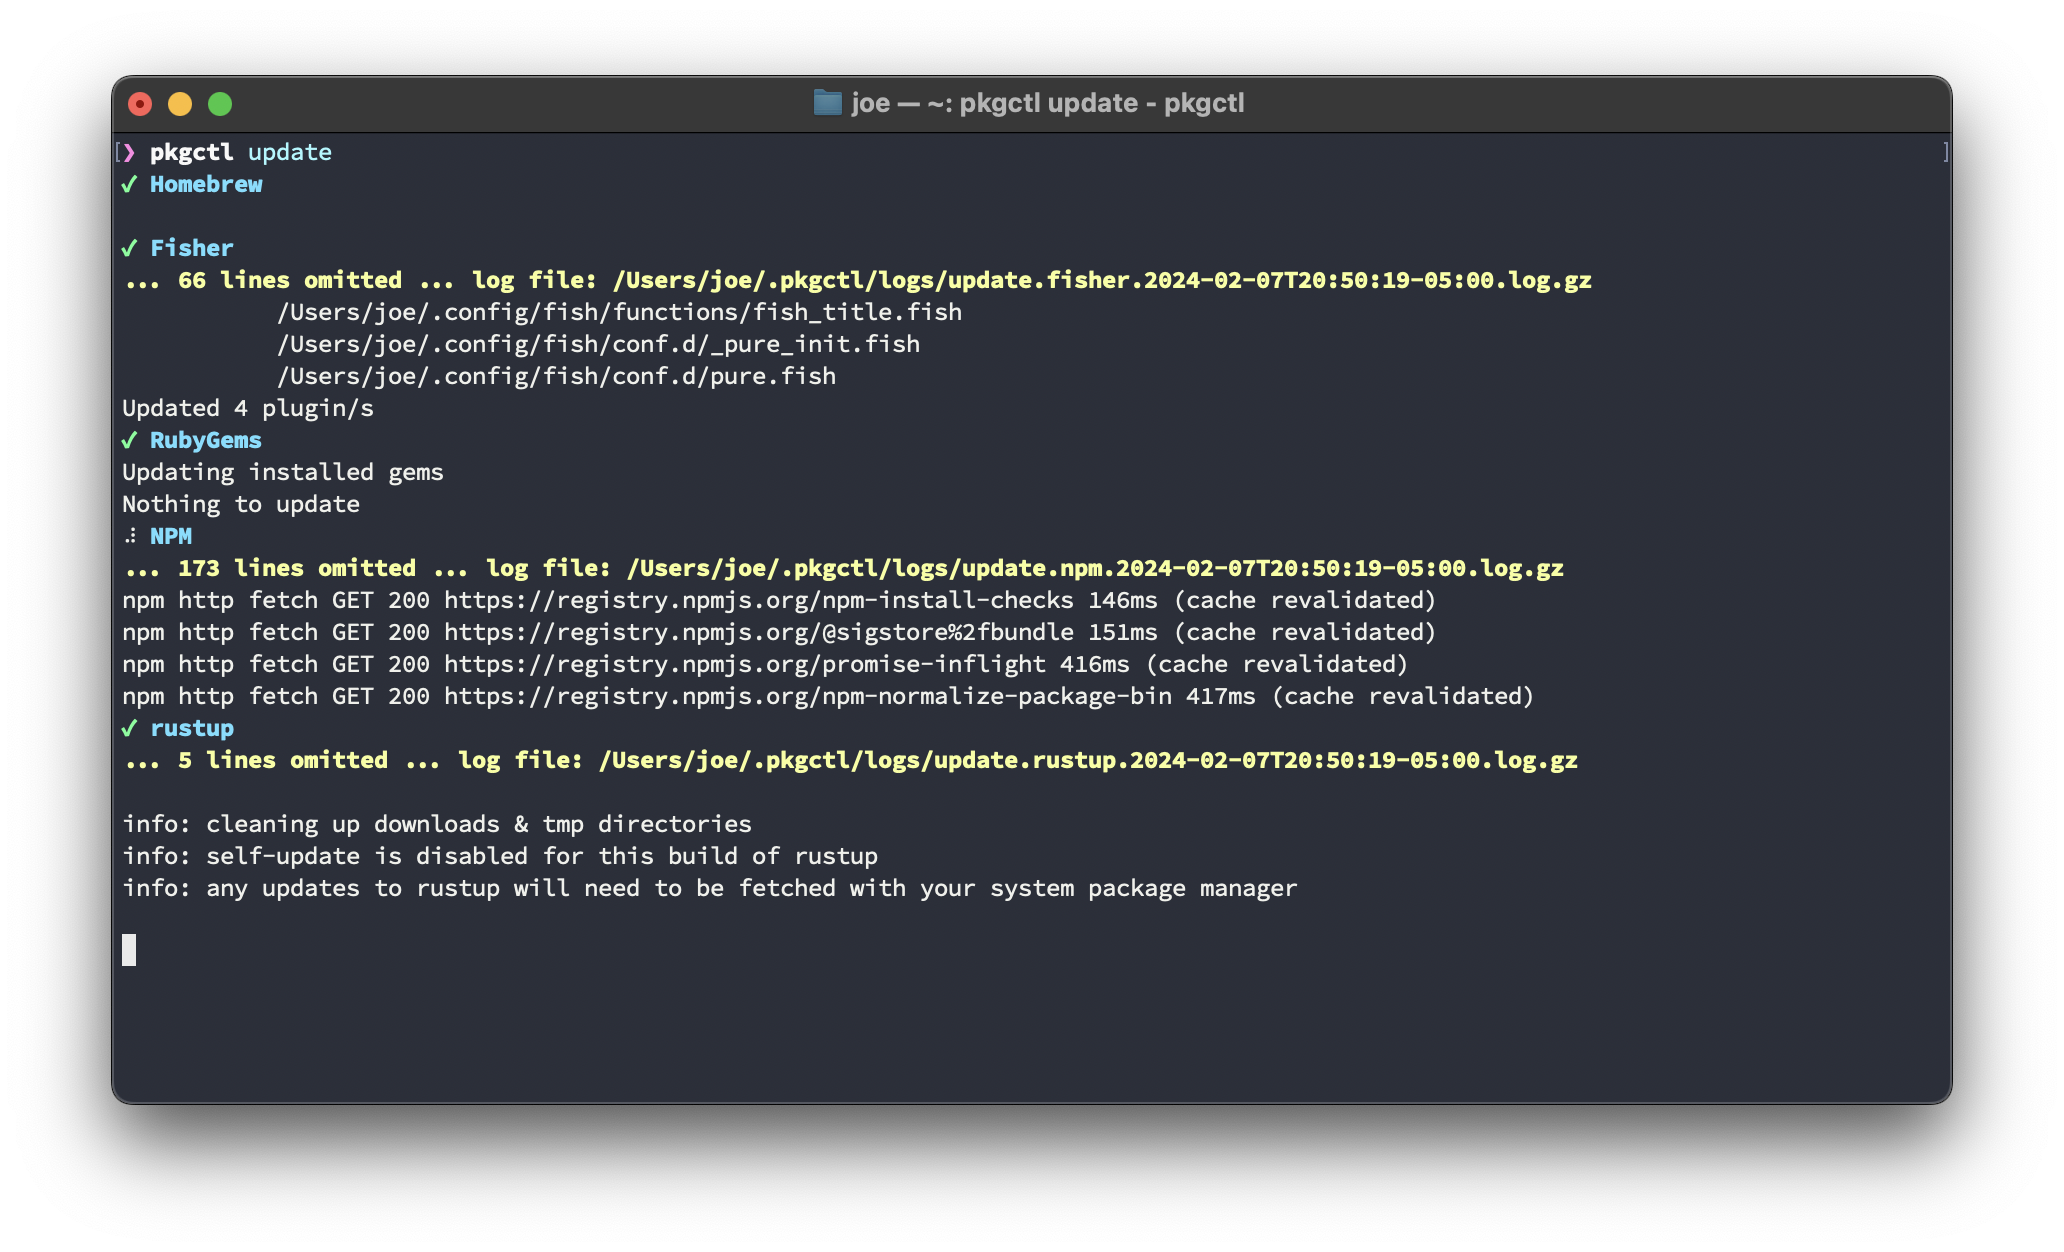 joe — ~: pkgctl update - pkgctl
[❯ pkgctl update ]
✓ Homebrew
✓ Fisher
... 66 lines omitted ... log file: /Users/joe/.pkgctl/logs/update.fisher.2024-02-07T20:50:19-05:00.log.gz
/Users/joe/.config/fish/functions/fish_title.fish
/Users/joe/.config/fish/conf.d/_pure_init.fish
/Users/joe/.config/fish/conf.d/pure.fish
Updated 4 plugin/s
✓ RubyGems
Updating installed gems
Nothing to update
⠼ NPM
... 173 lines omitted ... log file: /Users/joe/.pkgctl/logs/update.npm.2024-02-07T20:50:19-05:00.log.gz
npm http fetch GET 200 https://registry.npmjs.org/npm-install-checks 146ms (cache revalidated)
npm http fetch GET 200 https://registry.npmjs.org/@sigstore%2fbundle 151ms (cache revalidated)
npm http fetch GET 200 https://registry.npmjs.org/promise-inflight 416ms (cache revalidated)
npm http fetch GET 200 https://registry.npmjs.org/npm-normalize-package-bin 417ms (cache revalidated)
✓ rustup
... 5 lines omitted ... log file: /Users/joe/.pkgctl/logs/update.rustup.2024-02-07T20:50:19-05:00.log.gz
info: cleaning up downloads & tmp directories
info: self-update is disabled for this build of rustup
info: any updates to rustup will need to be fetched with your system package manager